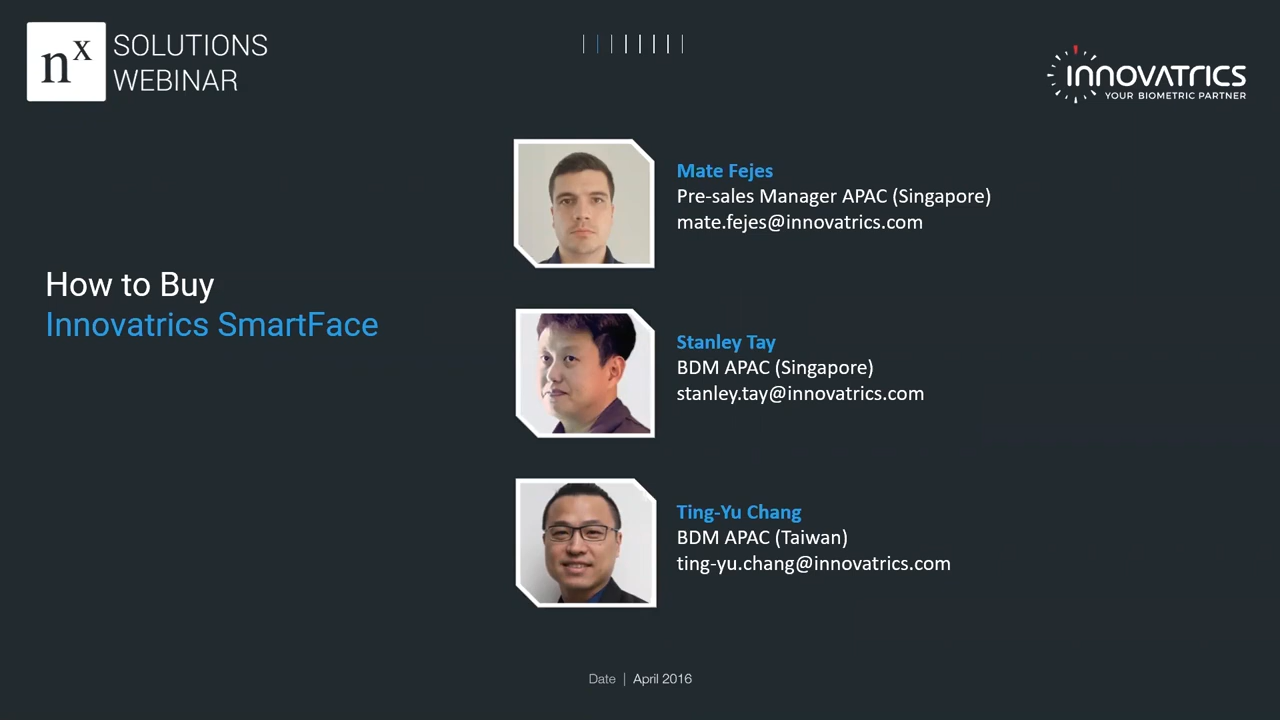 nx SOLUTIONS
WEBINAR
INNOVATRICS
YOUR BIOMETRIC PARTNER
How to Buy
Innovatrics SmartFace
Mate Fejes
Pre-sales Manager APAC (Singapore)
mate.fejes@innovatrics.com
Stanley Tay
BDM APAC (Singapore)
stanley.tay@innovatrics.com
Ting-Yu Chang
BDM APAC (Taiwan)
ting-yu.chang@innovatrics.com
Date | April 2016